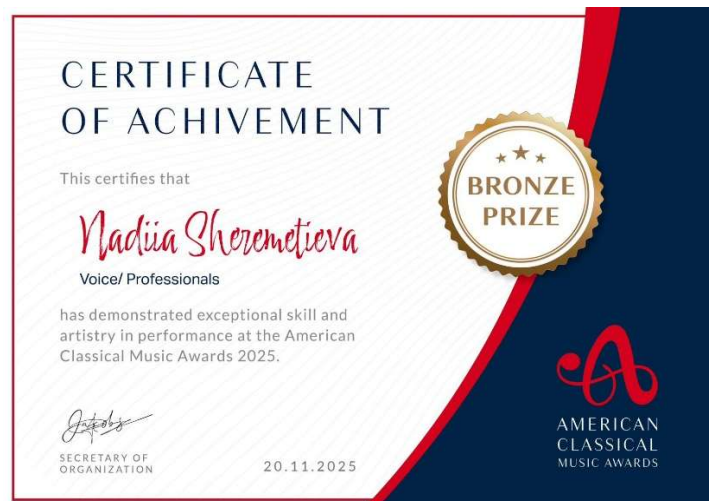 CERTIFICATE
OF ACHIVEMENT
This certifies that
Nadiia Sheremetieva
Voice/ Professionals
has demonstrated exceptional skill and
artistry in performance at the American
Classical Music Awards 2025.
SECRETARY OF
ORGANIZATION
20.11.2025
BRONZE
PRIZE
AMERICAN
CLASSICAL
MUSIC AWARDS